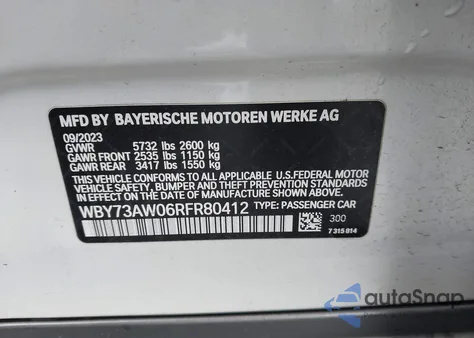 MFD BY BAYERISCHE MOTOREN WERKE AG
09/2023
GVWR 5732 lbs 2600 kg
GAWR FRONT 2535 lbs 1150 kg
GAWR REAR 3417 lbs 1550 kg
THIS VEHICLE CONFORMS TO ALL APPLICABLE U.S. FEDERAL MOTOR
VEHICLE SAFETY, BUMPER, AND THEFT PREVENTION STANDARDS
IN EFFECT ON THE DATE OF MANUFACTURE SHOWN ABOVE.
WBY73AW06RFR80412 TYPE: PASSENGER CAR
300
7 315 814
autoSnap